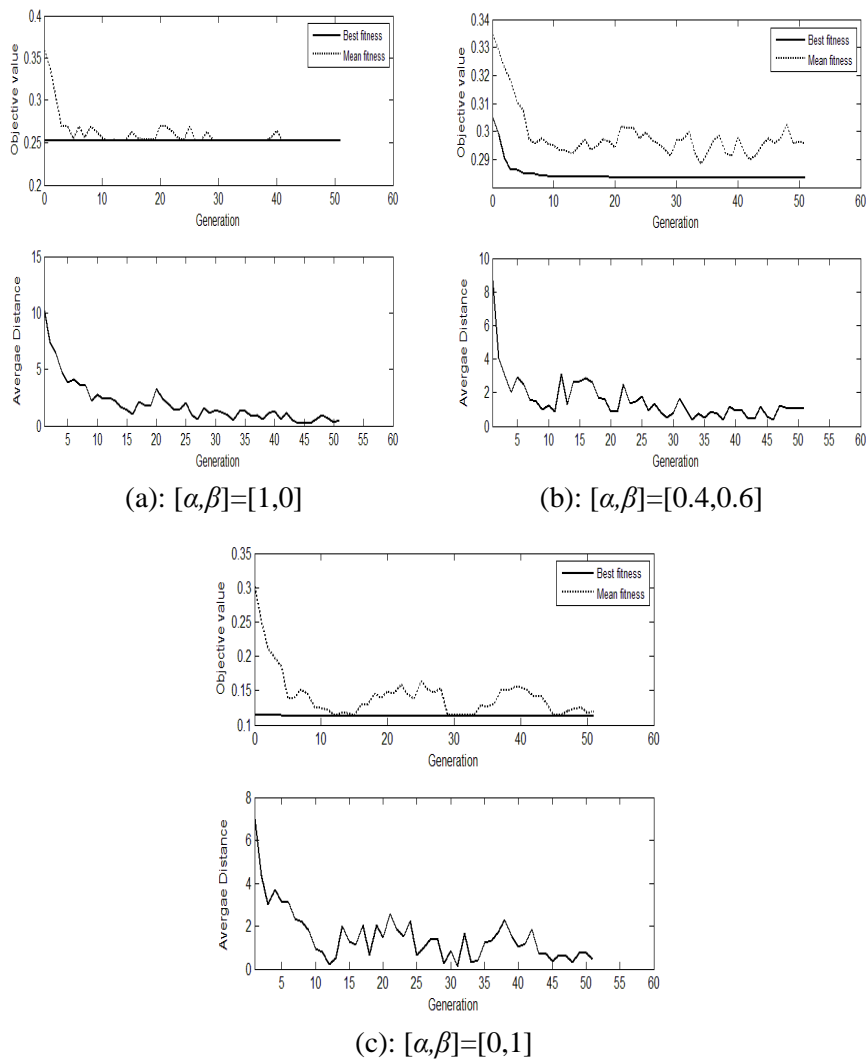 0.4
0.35
0.3
0.25
0.2
Objective value
0 10 20 30 40 50 60
Generation
Best fitness
Mean fitness
0.34
0.33
0.32
0.31
0.3
0.29
Objective value
0 10 20 30 40 50 60
Generation
Best fitness
Mean fitness
15
10
5
0
Avergae Distance
5 10 15 20 25 30 35 40 45 50 55 60
Generation
10
8
6
4
2
0
Avergae Distance
5 10 15 20 25 30 35 40 45 50 55 60
Generation
(a): [α,β]=[1,0]
(b): [α,β]=[0.4,0.6]
0.35
0.3
0.25
0.2
0.15
0.1
Objective value
0 10 20 30 40 50 60
Generation
Best fitness
Mean fitness
8
6
4
2
0
Avergae Distance
5 10 15 20 25 30 35 40 45 50 55 60
Generation
(c): [α,β]=[0,1]